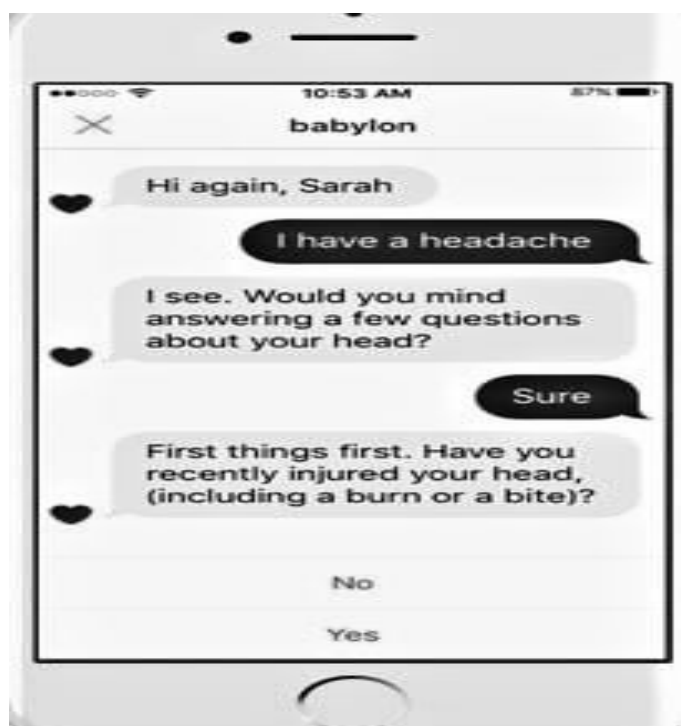 10:53 AM 87%
babylon
Hi again, Sarah
I have a headache
I see. Would you mind
answering a few questions
about your head?
Sure
First things first. Have you
recently injured your head,
(including a burn or a bite)?
No
Yes